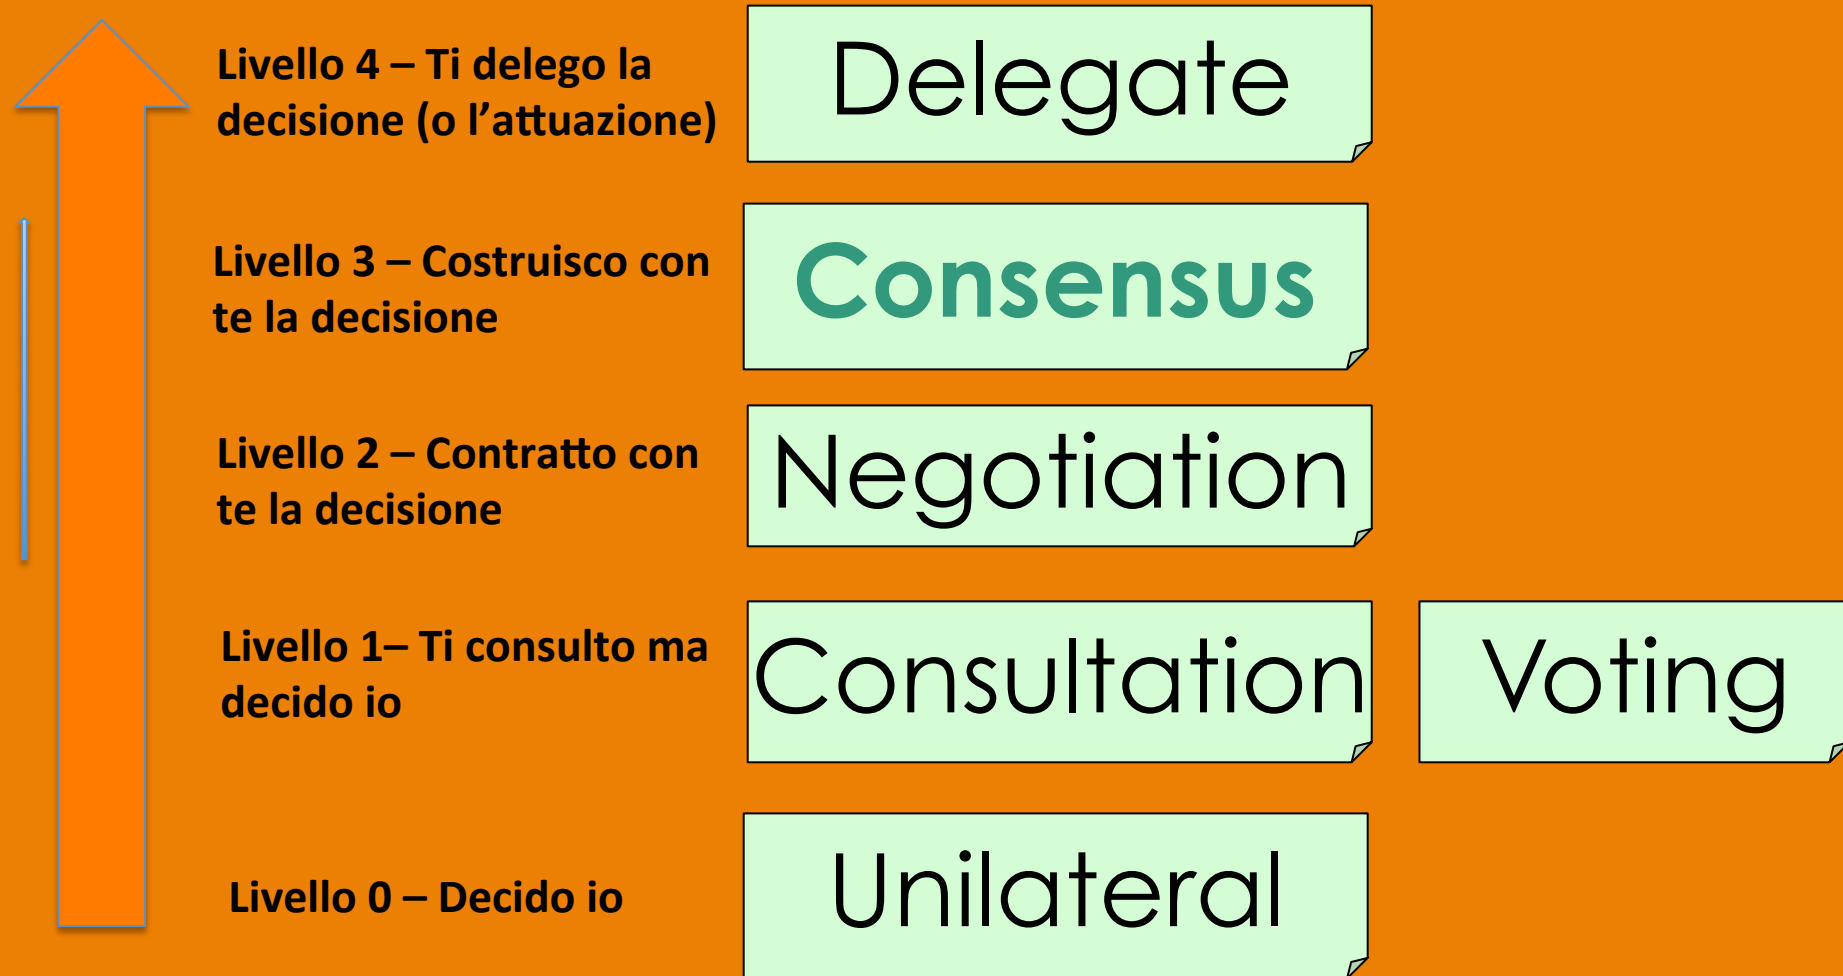 Livello 4 – Ti delego la
decisione (o l’attuazione)
Delegate
Livello 3 – Costruisco con
te la decisione
Consensus
Livello 2 – Contratto con
te la decisione
Negotiation
Livello 1– Ti consulto ma
decido io
Consultation
Voting
Livello 0 – Decido io
Unilateral